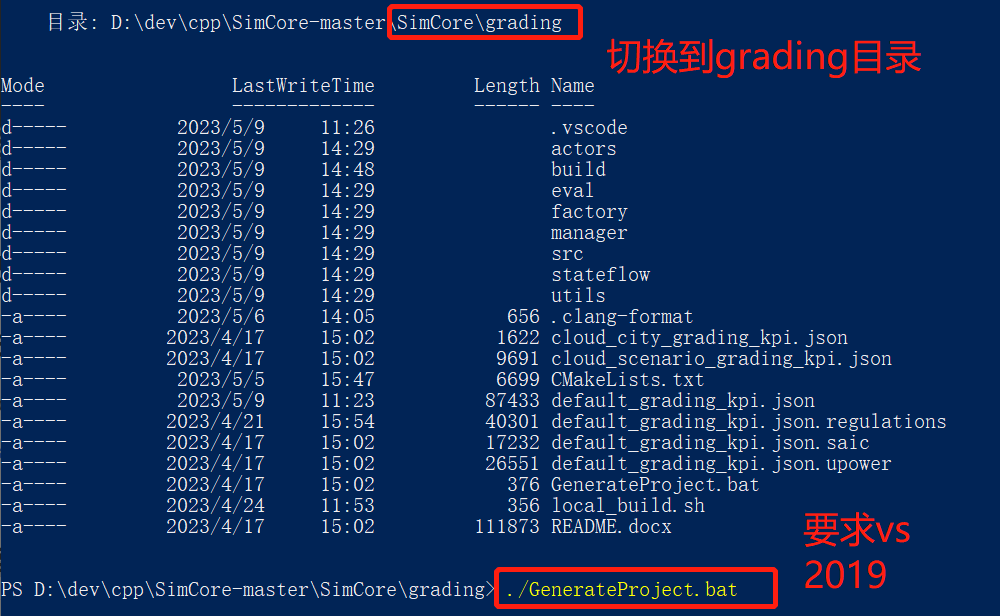 目录: D:\dev\cpp\SimCore-master\SimCore\grading
切换到grading目录
Mode LastWriteTime Length Name
---- ------------- ------ ----
d----- 2023/5/9 11:26 .vscode
d----- 2023/5/9 14:29 actors
d----- 2023/5/9 14:48 build
d----- 2023/5/9 14:29 eval
d----- 2023/5/9 14:29 factory
d----- 2023/5/9 14:29 manager
d----- 2023/5/9 14:29 src
d----- 2023/5/9 14:29 stateflow
d----- 2023/5/9 14:29 utils
-a---- 2023/5/6 14:05 656 .clang-format
-a---- 2023/4/17 15:02 1622 cloud_city_grading_kpi.json
-a---- 2023/4/17 15:02 9691 cloud_scenario_grading_kpi.json
-a---- 2023/5/5 15:47 6699 CMakeLists.txt
-a---- 2023/5/9 11:23 87433 default_grading_kpi.json
-a---- 2023/4/21 15:54 40301 default_grading_kpi.json.regulations
-a---- 2023/4/17 15:02 17232 default_grading_kpi.json.saic
-a---- 2023/4/17 15:02 26551 default_grading_kpi.json.upower
-a---- 2023/4/17 15:02 376 GenerateProject.bat
-a---- 2023/4/24 11:53 356 local_build.sh
-a---- 2023/4/17 15:02 111873 README.docx
要求vs
2019
PS D:\dev\cpp\SimCore-master\SimCore\grading> ./GenerateProject.bat